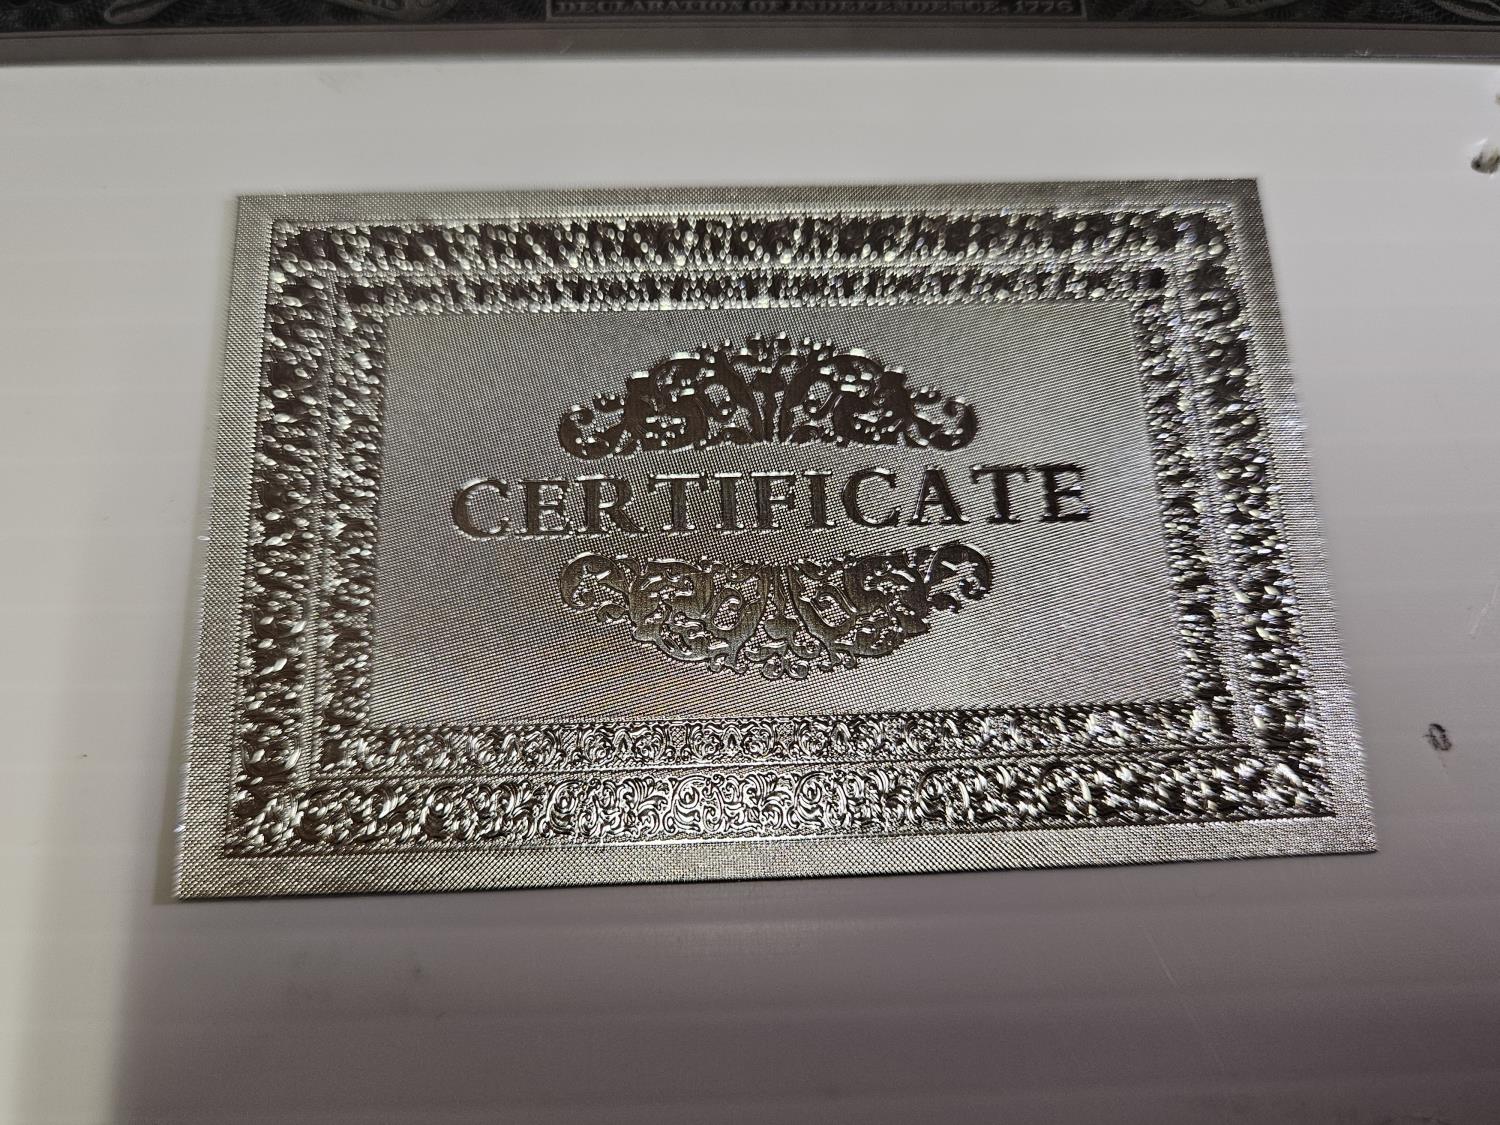 DECLARATION OF INDEPENDENCE, 1776
CERTIFICATE